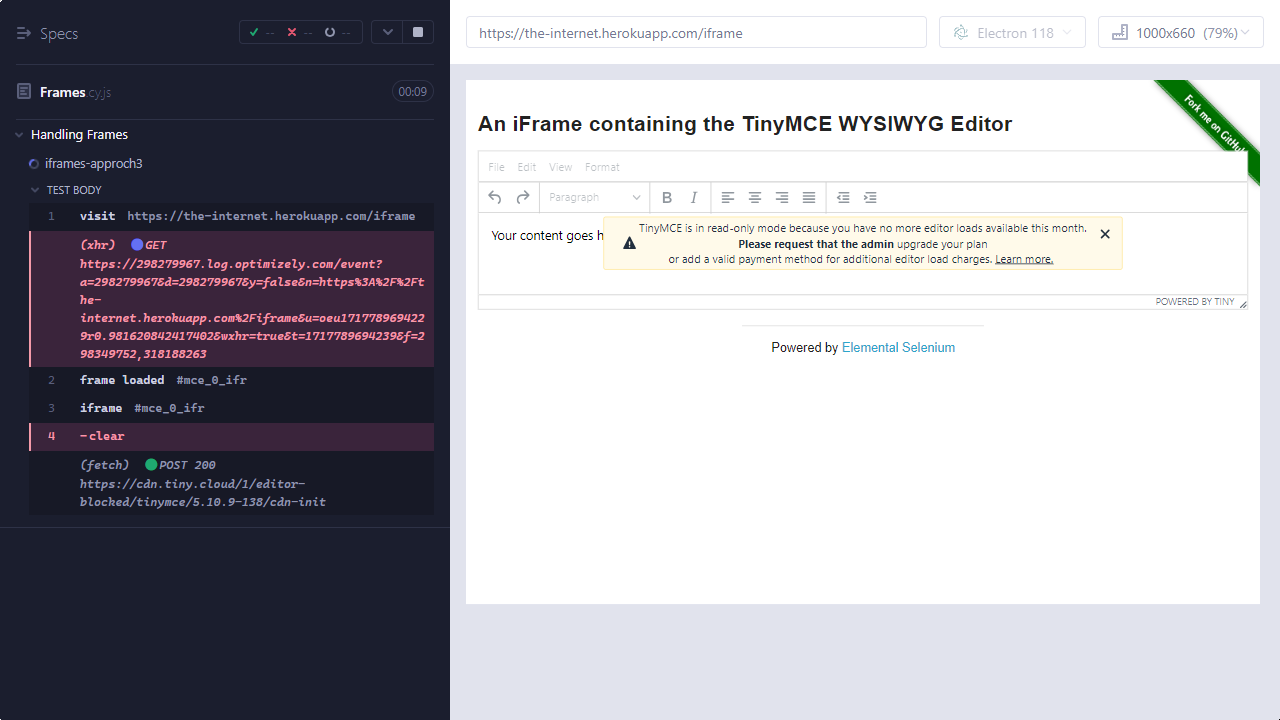 Specs
--
--
--
Frames.cy.js
00:09
Handling Frames
iframes-approch3
TEST BODY
1 visit https://the-internet.herokuapp.com/iframe
(xhr) GET
https://298279967.log.optimizely.com/event?
a=298279967&d=298279967&y=false&n=https%3A%2F%2Ft
he-
internet.herokuapp.com%2Fiframe&u=oeu171778969422
9r0.981620842417402&wxhr=true&t=1717789694239&f=2
98349752,318188263
2 frame loaded #mce_0_ifr
3 iframe #mce_0_ifr
4 -clear
(fetch) POST 200
https://cdn.tiny.cloud/1/editor-
blocked/tinymce/5.10.9-138/cdn-init
https://the-internet.herokuapp.com/iframe
Electron 118
1000x660 (79%)
Fork me on GitHub
An iFrame containing the TinyMCE WYSIWYG Editor
File Edit View Format
Paragraph
B I
Your content goes h
TinyMCE is in read-only mode because you have no more editor loads available this month.
Please request that the admin upgrade your plan
or add a valid payment method for additional editor load charges. Learn more.
POWERED BY TINY
Powered by Elemental Selenium